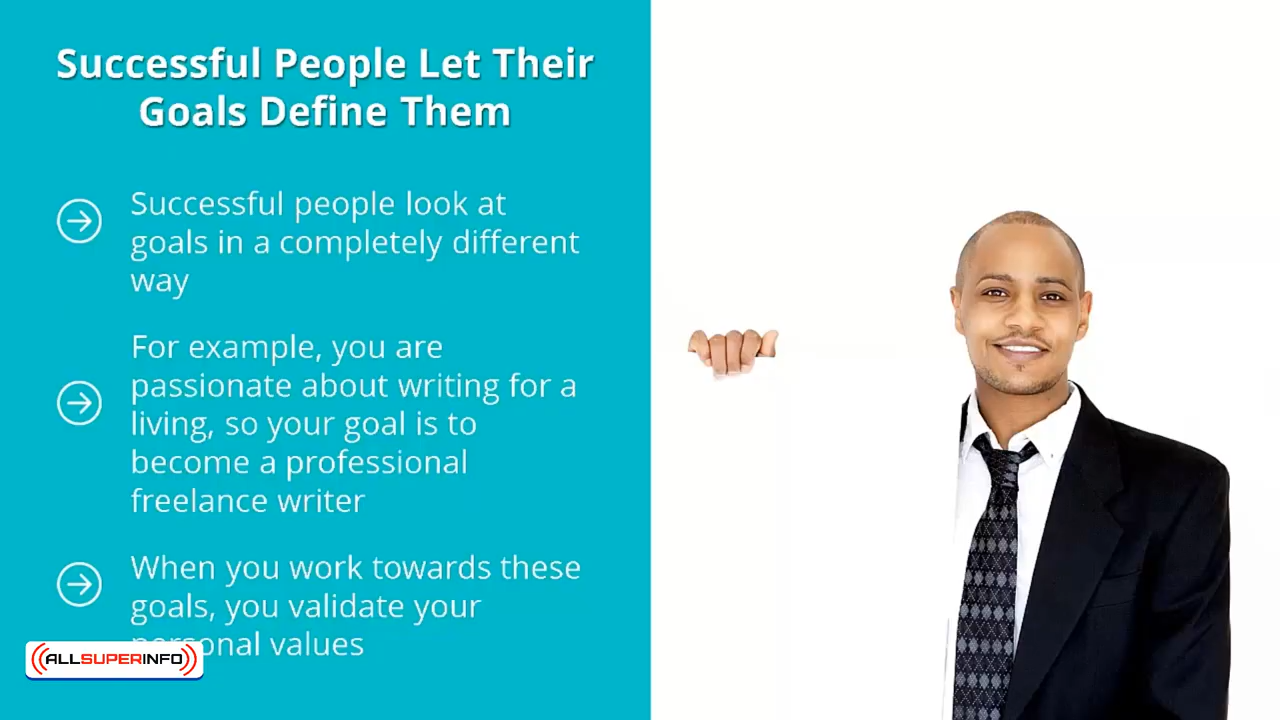 Successful People Let Their
Goals Define Them
Successful people look at
goals in a completely different
way
For example, you are
passionate about writing for a
living, so your goal is to
become a professional
freelance writer
When you work towards these
goals, you validate your
personal values
ALLSUPERINFO